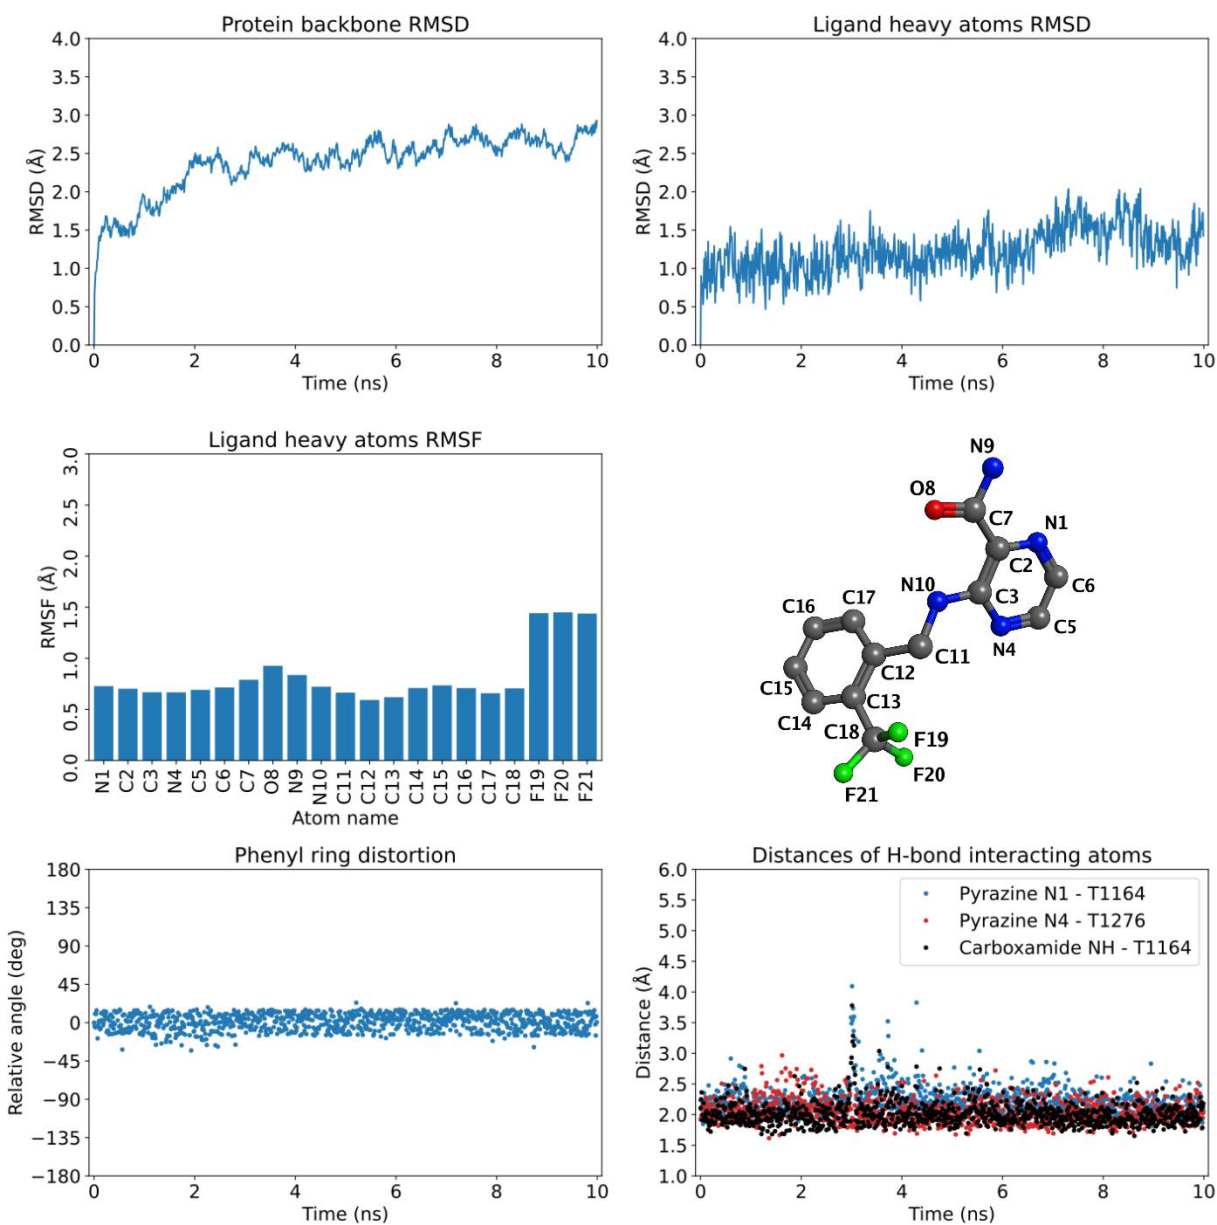 Protein backbone RMSD
4.0
3.5
3.0
2.5
2.0
1.5
1.0
0.5
0.0
RMSD (Å)
0 2 4 6 8 10
Time (ns)
Ligand heavy atoms RMSD
4.0
3.5
3.0
2.5
2.0
1.5
1.0
0.5
0.0
RMSD (Å)
0 2 4 6 8 10
Time (ns)
Ligand heavy atoms RMSF
3.0
2.5
2.0
1.5
1.0
0.5
0.0
RMSF (Å)
N1 C2 C3 N4 C5 C6 C7 O8 N9 N10 C11 C12 C13 C14 C15 C16 C17 C18 F19 F20 F21
Atom name
N9
O8
C7
N1
C2
N10
C3
C6
C17
C16
C5
N4
C11
C12
C15
C13
C14
C18
F19
F20
F21
Phenyl ring distortion
180
135
90
45
0
−45
−90
−135
−180
Relative angle (deg)
0 2 4 6 8 10
Time (ns)
Distances of H-bond interacting atoms
6.0
5.5
5.0
4.5
4.0
3.5
3.0
2.5
2.0
1.5
1.0
Distance (Å)
Pyrazine N1 - T1164
Pyrazine N4 - T1276
Carboxamide NH - T1164
0 2 4 6 8 10
Time (ns)